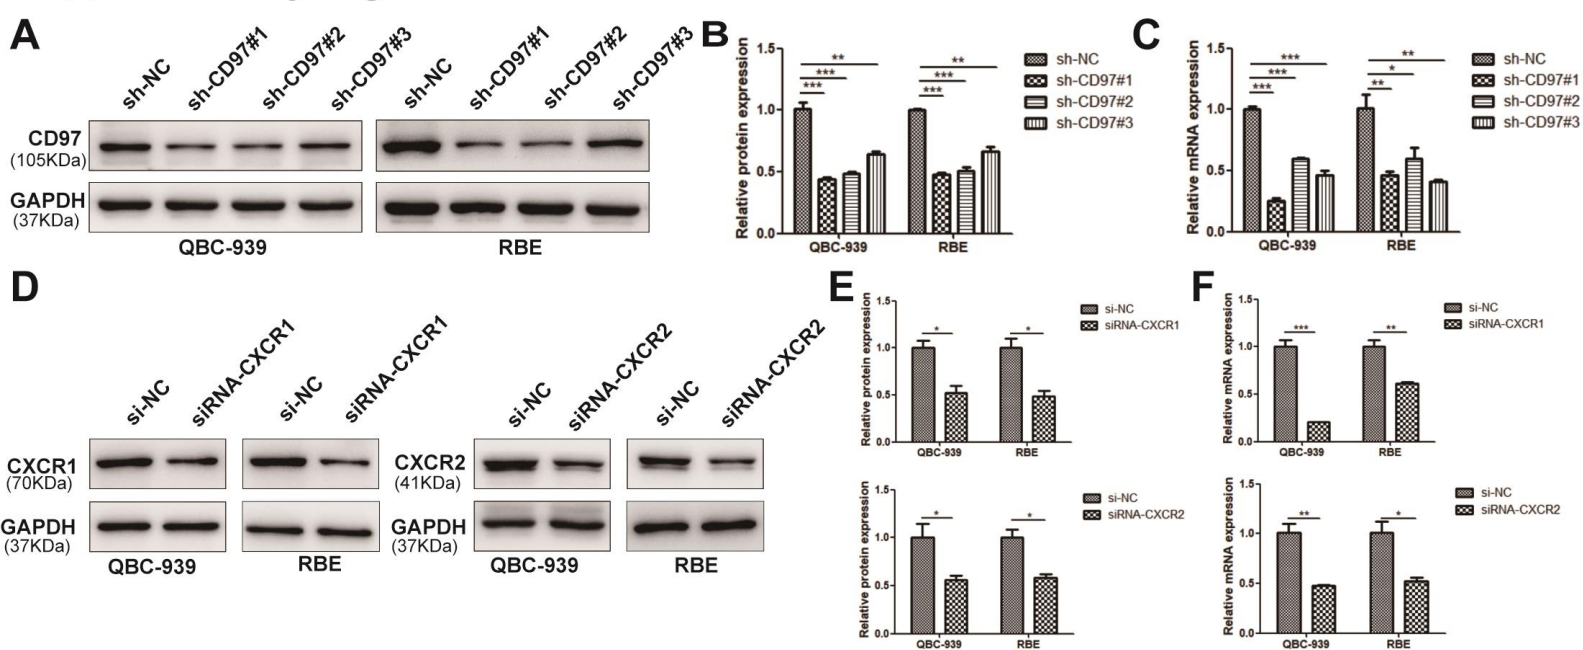 A
sh-NC
sh-CD97#1
sh-CD97#2
sh-CD97#3
sh-NC
sh-CD97#1
sh-CD97#2
sh-CD97#3
CD97
(105KDa)
GAPDH
(37KDa)
QBC-939
RBE
B
Relative protein expression
1.5
1.0
0.5
0.0
** 
***
***
**
***
***
QBC-939
RBE
sh-NC
sh-CD97#1
sh-CD97#2
sh-CD97#3
C
Relative mRNA expression
1.5
1.0
0.5
0.0
***
***
***
**
*
**
QBC-939
RBE
sh-NC
sh-CD97#1
sh-CD97#2
sh-CD97#3
D
si-NC
siRNA-CXCR1
si-NC
siRNA-CXCR1
si-NC
siRNA-CXCR2
si-NC
siRNA-CXCR2
CXCR1
(70KDa)
GAPDH
(37KDa)
QBC-939
RBE
CXCR2
(41KDa)
GAPDH
(37KDa)
QBC-939
RBE
E
Relative protein expression
1.5
1.0
0.5
0.0
*
*
QBC-939
RBE
si-NC
siRNA-CXCR1
Relative protein expression
1.5
1.0
0.5
0.0
*
*
QBC-939
RBE
si-NC
siRNA-CXCR2
F
Relative mRNA expression
1.5
1.0
0.5
0.0
***
**
QBC-939
RBE
si-NC
siRNA-CXCR1
Relative mRNA expression
1.5
1.0
0.5
0.0
**
*
QBC-939
RBE
si-NC
siRNA-CXCR2